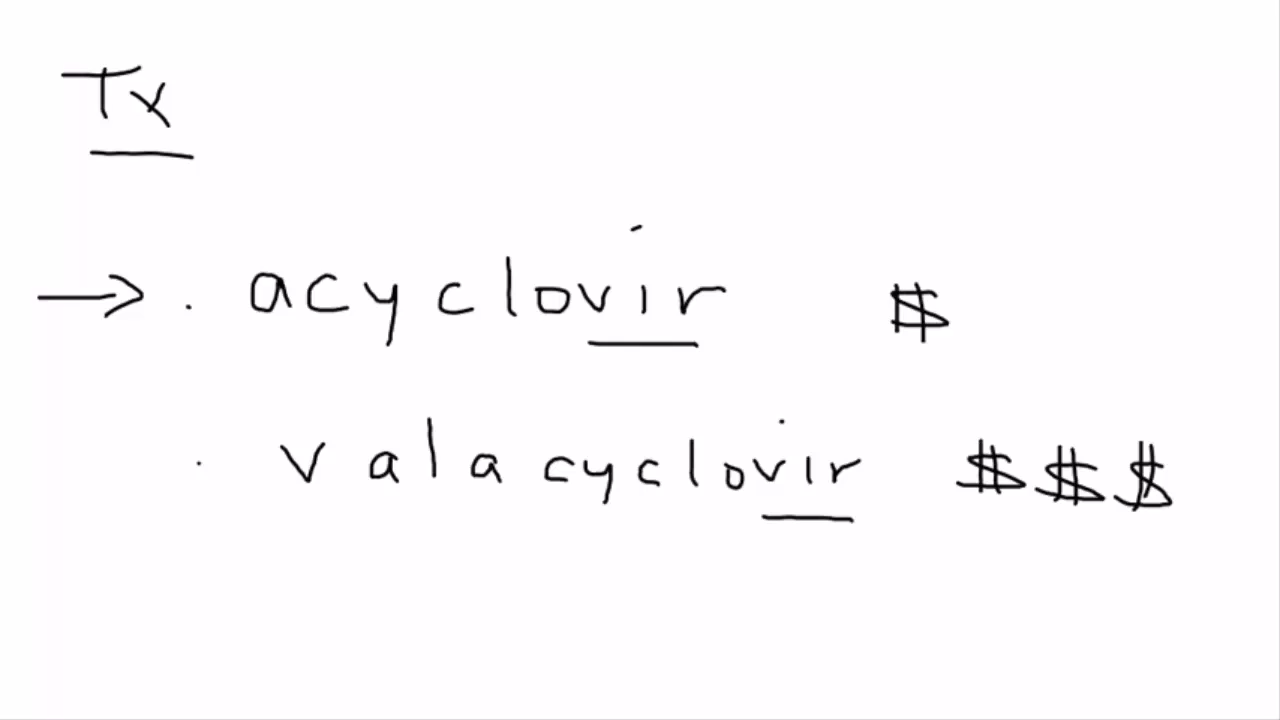 Tx
→ · acyclovir $
· valacyclovir $$$